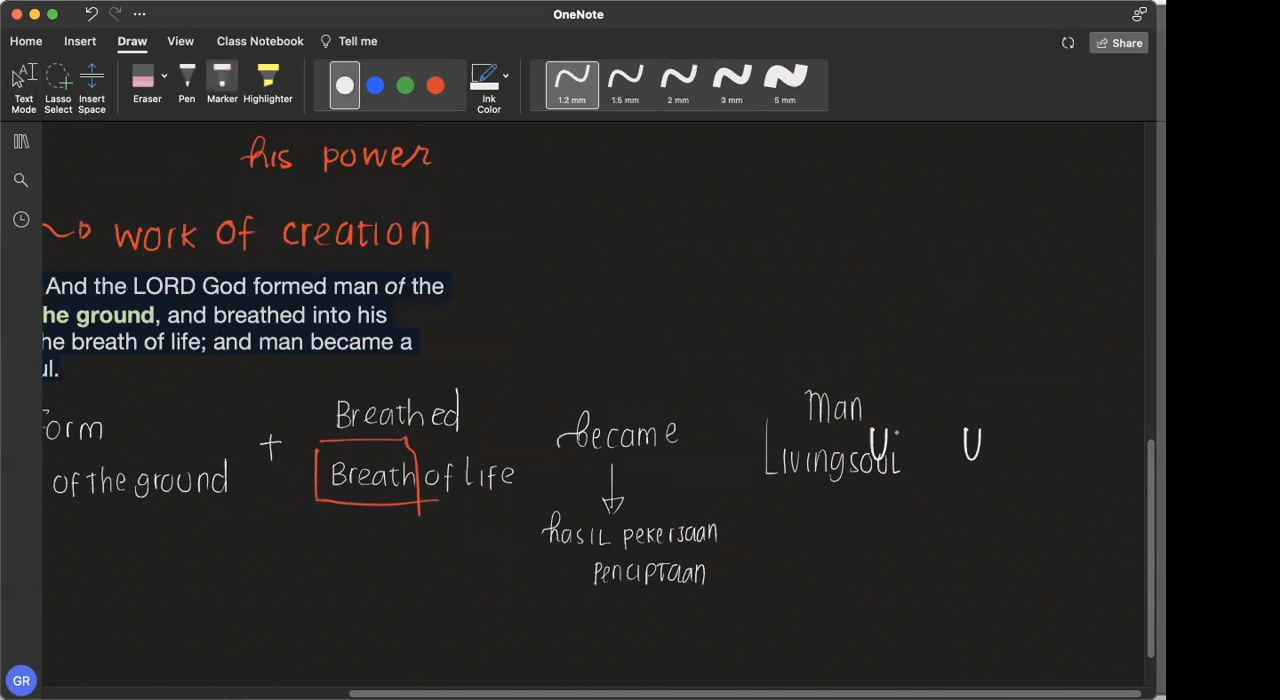 OneNote
Home Insert Draw View Class Notebook Tell me
Share
Text Mode
Lasso Select
Insert Space
Eraser
Pen
Marker
Highlighter
Ink Color
1.2 mm
1.5 mm
2 mm
3 mm
5 mm
his power
work of creation
And the LORD God formed man of the
he ground, and breathed into his
he breath of life; and man became a
ul.
Form + Breathed became Man
of the ground Breath of life Living soul U U
hasil pekerjaan
penciptaan
GR